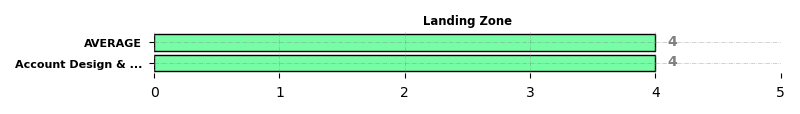 Landing Zone
AVERAGE 4
Account Design & ... 4
0 1 2 3 4 5